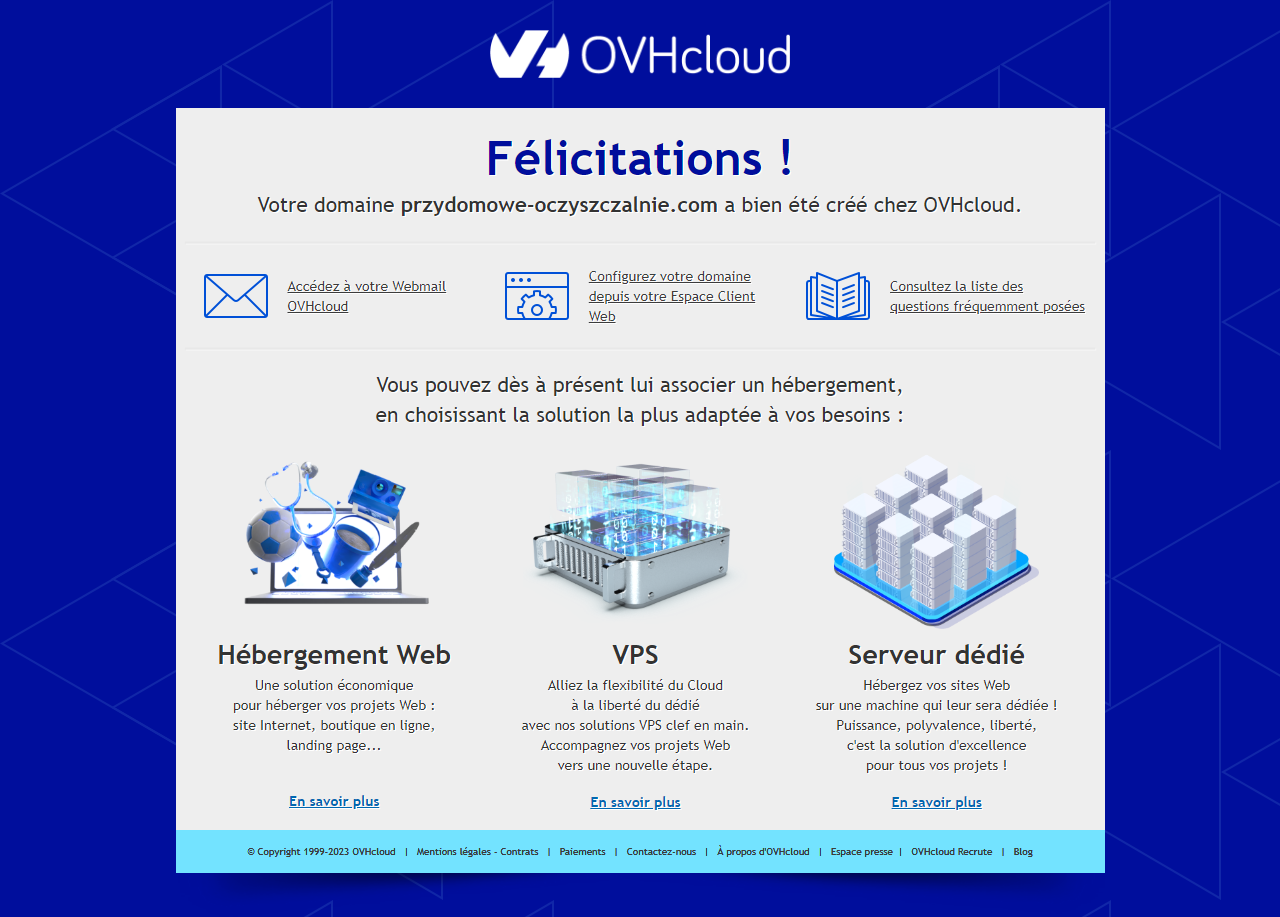 OVHcloud
Félicitations !
Votre domaine przydomowe-oczyszczalnie.com a bien été créé chez OVHcloud.
Accédez à votre Webmail
OVHcloud
Configurez votre domaine
depuis votre Espace Client
Web
Consultez la liste des
questions fréquemment posées
Vous pouvez dès à présent lui associer un hébergement,
en choisissant la solution la plus adaptée à vos besoins :
Hébergement Web
Une solution économique
pour héberger vos projets Web :
site Internet, boutique en ligne,
landing page...
En savoir plus
VPS
Alliez la flexibilité du Cloud
à la liberté du dédié
avec nos solutions VPS clef en main.
Accompagnez vos projets Web
vers une nouvelle étape.
En savoir plus
Serveur dédié
Hébergez vos sites Web
sur une machine qui leur sera dédiée !
Puissance, polyvalence, liberté,
c'est la solution d'excellence
pour tous vos projets !
En savoir plus
© Copyright 1999-2023 OVHcloud | Mentions légales - Contrats | Paiements | Contactez-nous | À propos d'OVHcloud | Espace presse | OVHcloud Recrute | Blog